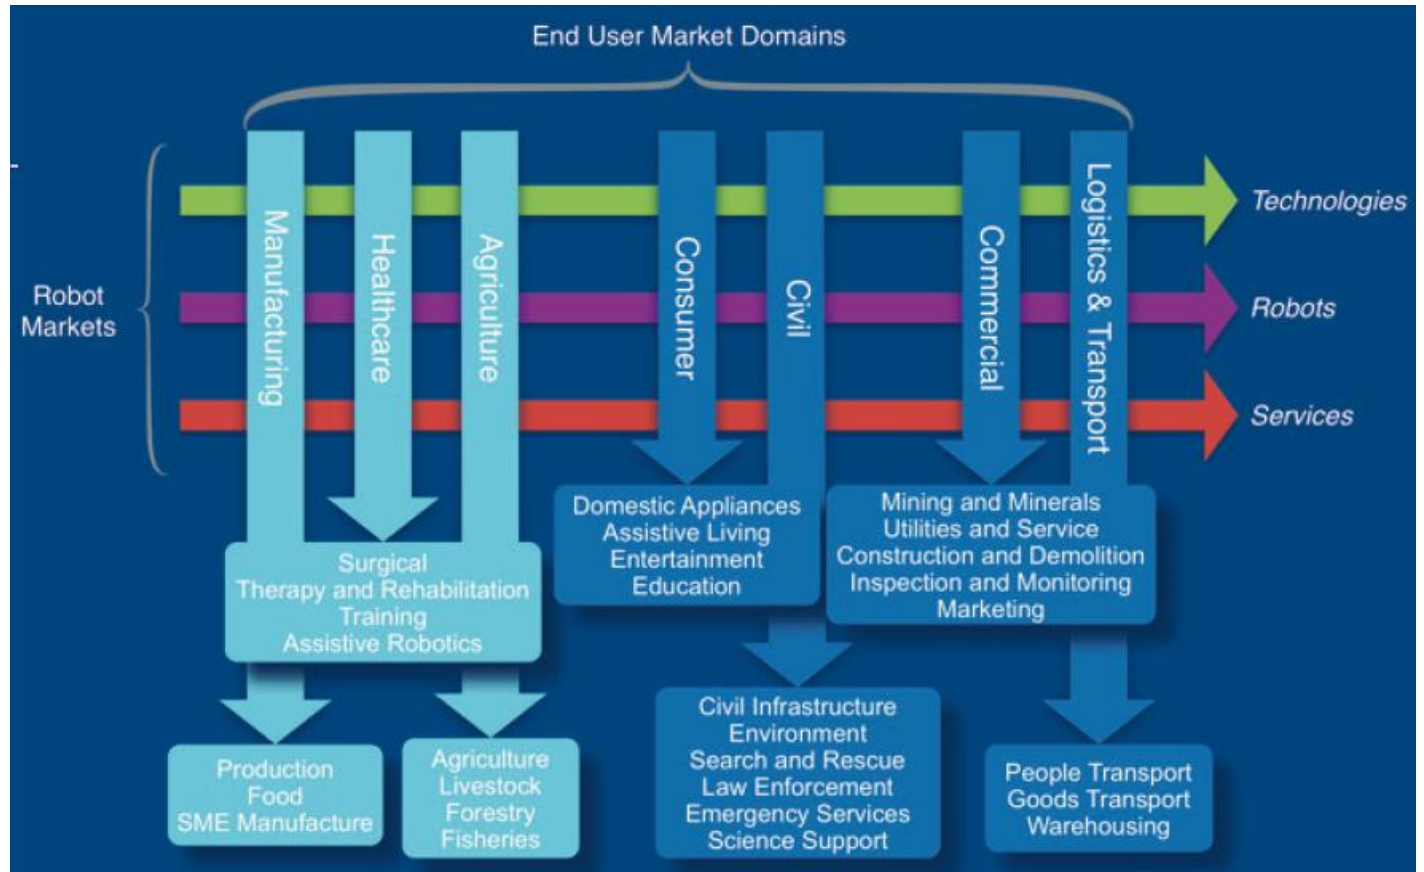 End User Market Domains
Robot
Markets
Manufacturing
Healthcare
Agriculture
Consumer
Civil
Commercial
Logistics & Transport
Technologies
Robots
Services
Surgical
Therapy and Rehabilitation
Training
Assistive Robotics
Domestic Appliances
Assistive Living
Entertainment
Education
Mining and Minerals
Utilities and Service
Construction and Demolition
Inspection and Monitoring
Marketing
Production
Food
SME Manufacture
Agriculture
Livestock
Forestry
Fisheries
Civil Infrastructure
Environment
Search and Rescue
Law Enforcement
Emergency Services
Science Support
People Transport
Goods Transport
Warehousing